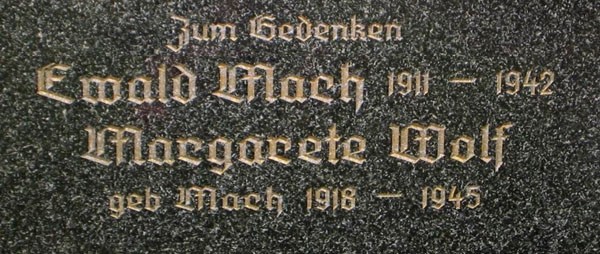 Zum Gedenken
Ewald Mach 1911 - 1942
Margarete Wolf
geb Mach 1918 - 1945